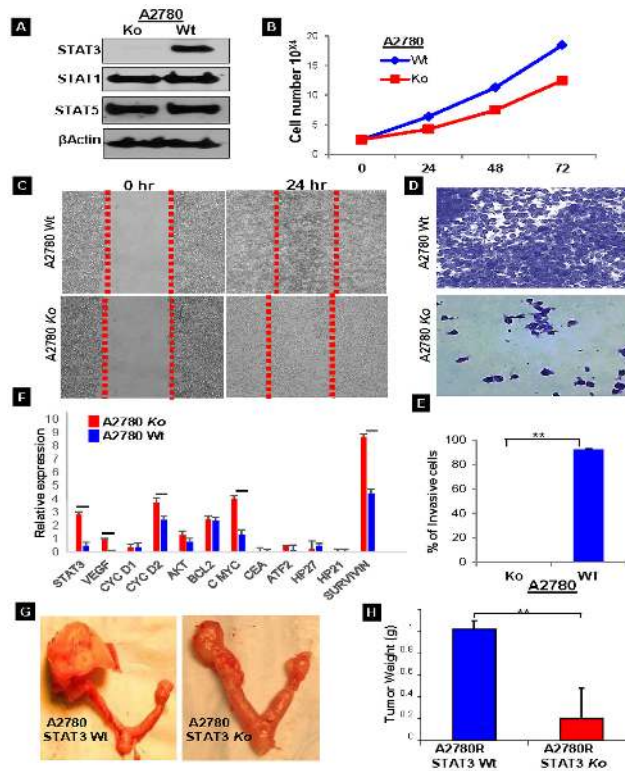 A
A2780
Ko Wt
STAT3
STAT1
STAT5
βActin
B
Cell number 10X4
20
15
10
5
0
A2780
Wt
Ko
0 24 48 72
C
0 hr 24 hr
A2780 Wt
A2780 Ko
D
A2780 Wt
A2780 Ko
F
Relative expression
10
9
8
7
6
5
4
3
2
1
0
A2780 Ko
A2780 Wt
STAT3
VEGF
CYC D1
CYC D2
AKT
BCL2
C MYC
CEA
ATF2
HP27
HP21
SURVIVIN
E
% of Invasive cells
100
80
60
40
20
0
**
Ko Wt
A2780
G
A2780
STAT3 Wt
A2780
STAT3 Ko
H
Tumor Weight (g)
1
0.8
0.6
0.4
0.2
0
**
A2780R
STAT3 Wt
A2780R
STAT3 Ko